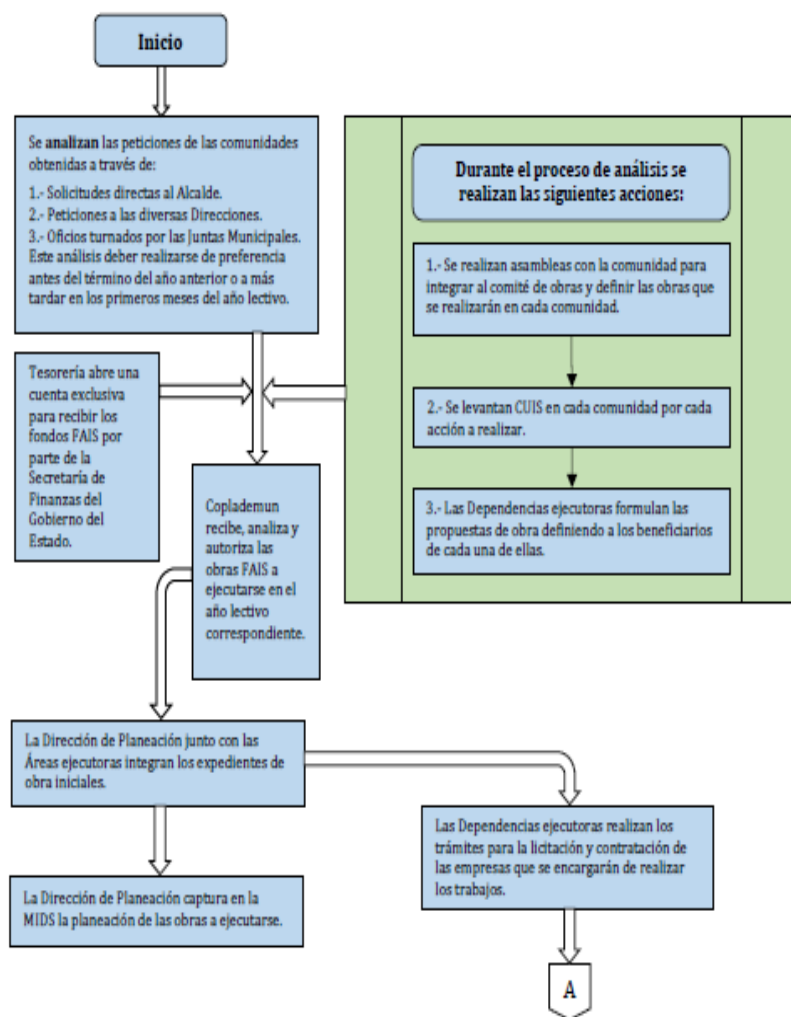 Inicio
Se analizan las peticiones de las comunidades
obtenidas a través de:
1.- Solicitudes directas al Alcalde.
2.- Peticiones a las diversas Direcciones.
3.- Oficios turnados por las Juntas Municipales.
Este análisis deber realizarse de preferencia
antes del término del año anterior o a más
tardar en los primeros meses del año lectivo.
Durante el proceso de análisis se
realizan las siguientes acciones:
1.- Se realizan asambleas con la comunidad para
integrar al comité de obras y definir las obras que
se realizarán en cada comunidad.
2.- Se levantan CUIS en cada comunidad por cada
acción a realizar.
3.- Las Dependencias ejecutoras formulan las
propuestas de obra definiendo a los beneficiarios
de cada una de ellas.
Tesorería abre una
cuenta exclusiva
para recibir los
fondos FAIS por
parte de la
Secretaría de
Finanzas del
Gobierno del
Estado.
Coplademun
recibe, analiza y
autoriza las
obras FAIS a
ejecutarse en el
año lectivo
correspondiente.
La Dirección de Planeación junto con las
Áreas ejecutoras integran los expedientes de
obra iniciales.
Las Dependencias ejecutoras realizan los
trámites para la licitación y contratación de
las empresas que se encargarán de realizar
los trabajos.
La Dirección de Planeación captura en la
MIDS la planeación de las obras a ejecutarse.
A